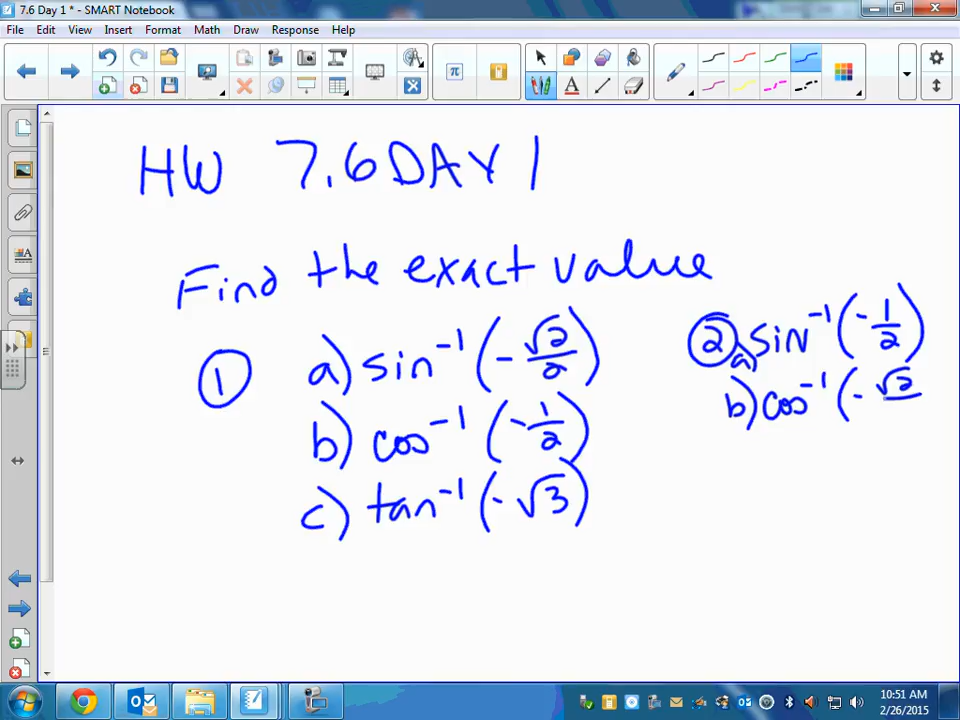 7.6 Day 1 * - SMART Notebook
File Edit View Insert Format Math Draw Response Help
HW 7.6 DAY 1
Find the exact value
① a) sin⁻¹ (-√2/2)
b) cos⁻¹ (-1/2)
c) tan⁻¹ (-√3)
② a) sin⁻¹ (-1/2)
b) cos⁻¹ (-√2
10:51 AM
2/26/2015